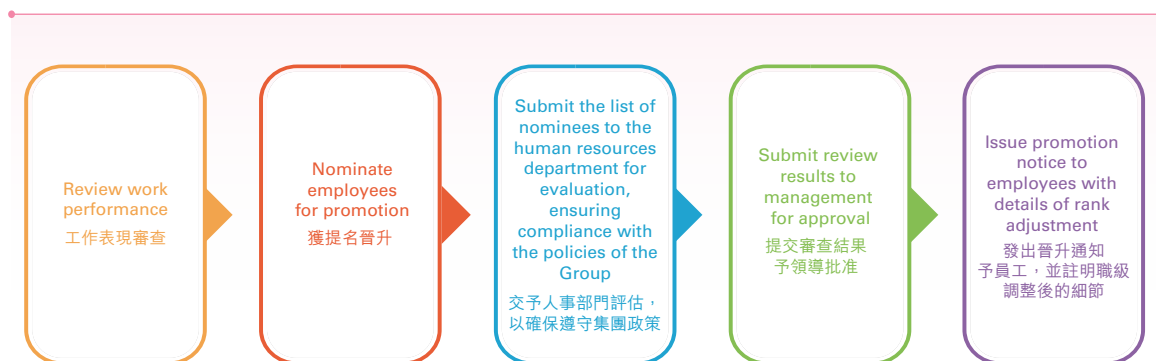 Review work
performance
工作表現審查
Nominate
employees
for promotion
獲提名晉升
Submit the list of
nominees to the
human resources
department for
evaluation,
ensuring
compliance with
the policies of the
Group
交予人事部門評估，
以確保遵守集團政策
Submit review
results to
management
for approval
提交審查結果
予領導批准
Issue promotion
notice to
employees with
details of rank
adjustment
發出晉升通知
予員工，並註明職級
調整後的細節